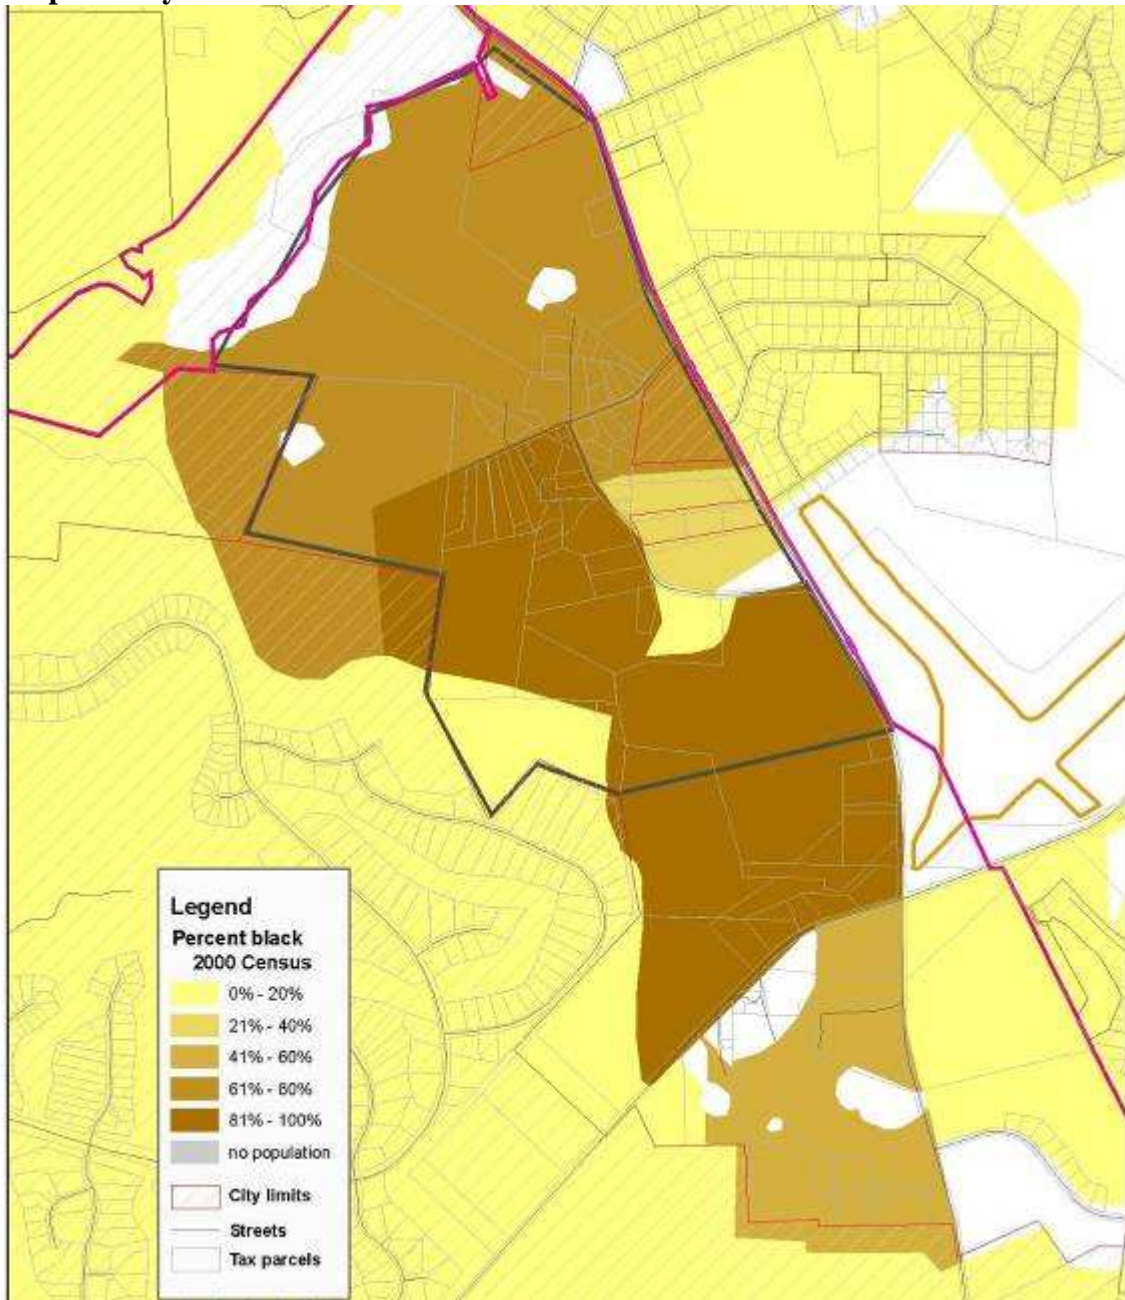 Legend
Percent black
2000 Census
0% - 20%
21% - 40%
41% - 60%
61% - 80%
81% - 100%
no population
City limits
Streets
Tax parcels